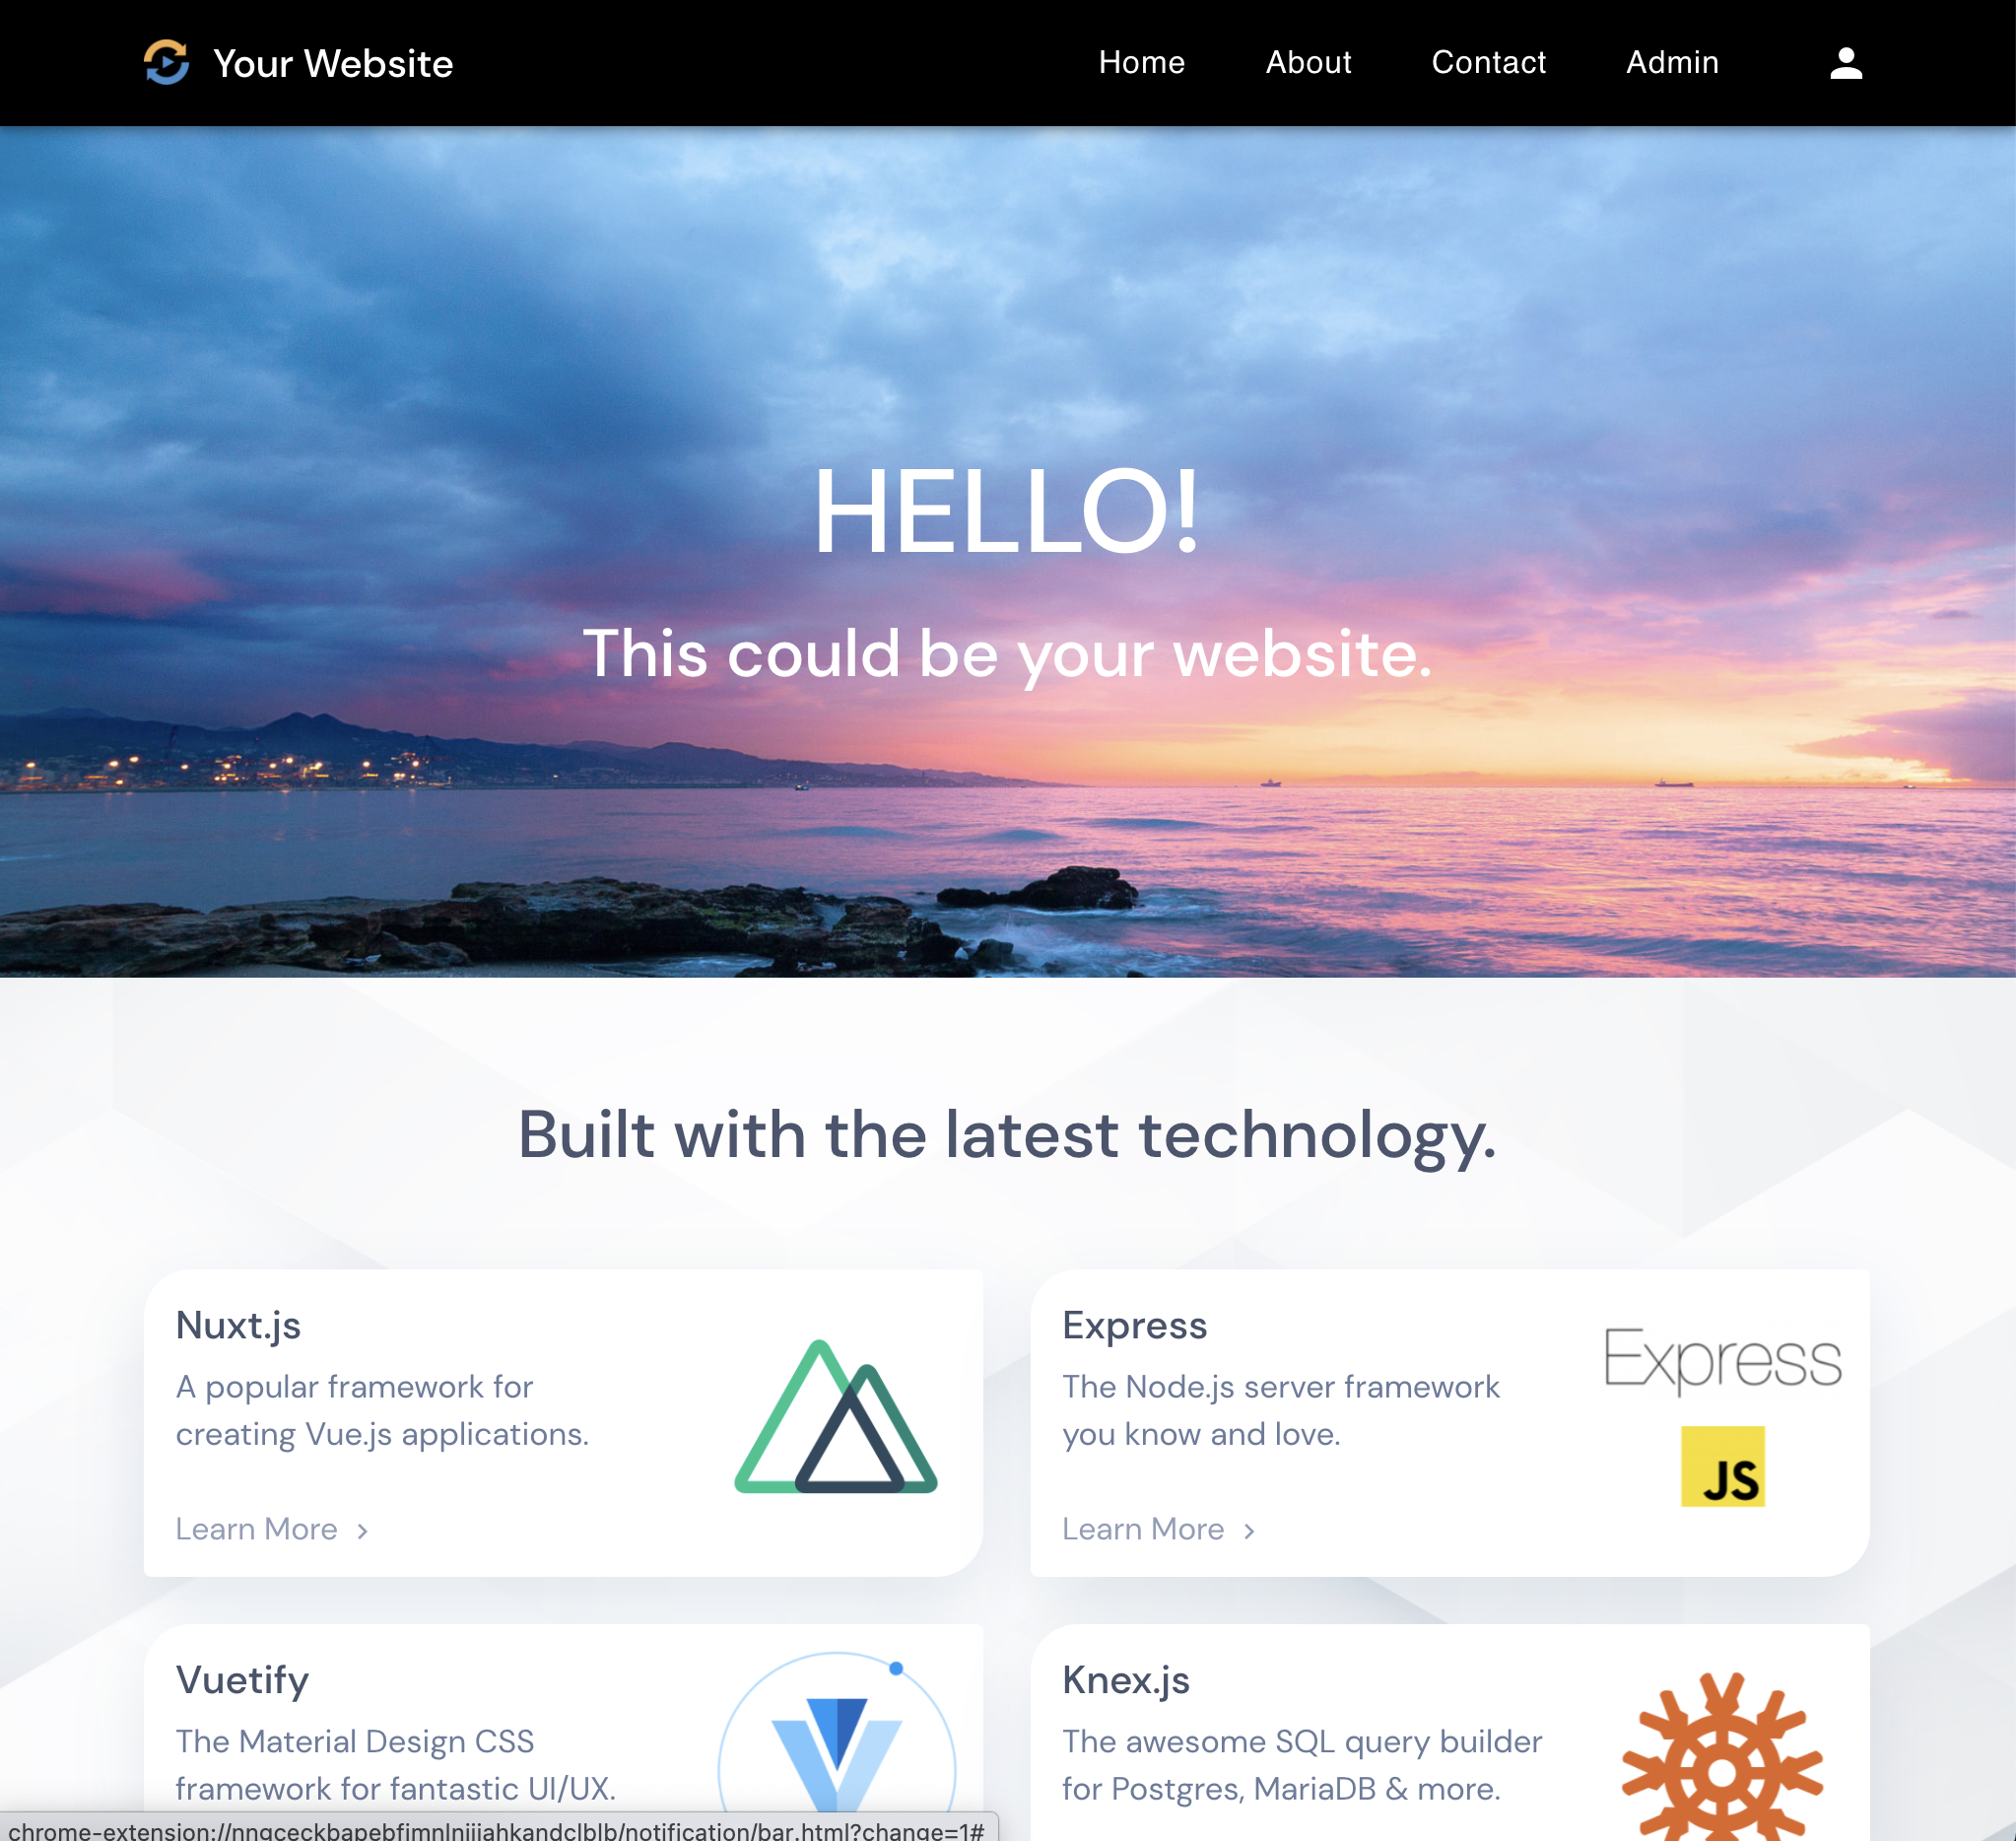 Your Website
Home
About
Contact
Admin
HELLO!
This could be your website.
Built with the latest technology.
Nuxt.js
A popular framework for
creating Vue.js applications.
Learn More
Express
The Node.js server framework
you know and love.
Learn More
Express
JS
Vuetify
The Material Design CSS
framework for fantastic UI/UX.
Knex.js
The awesome SQL query builder
for Postgres, MariaDB & more.
chrome-extension://nngceckbapebfimnlniiiahkandclblb/notification/bar.html?change=1#